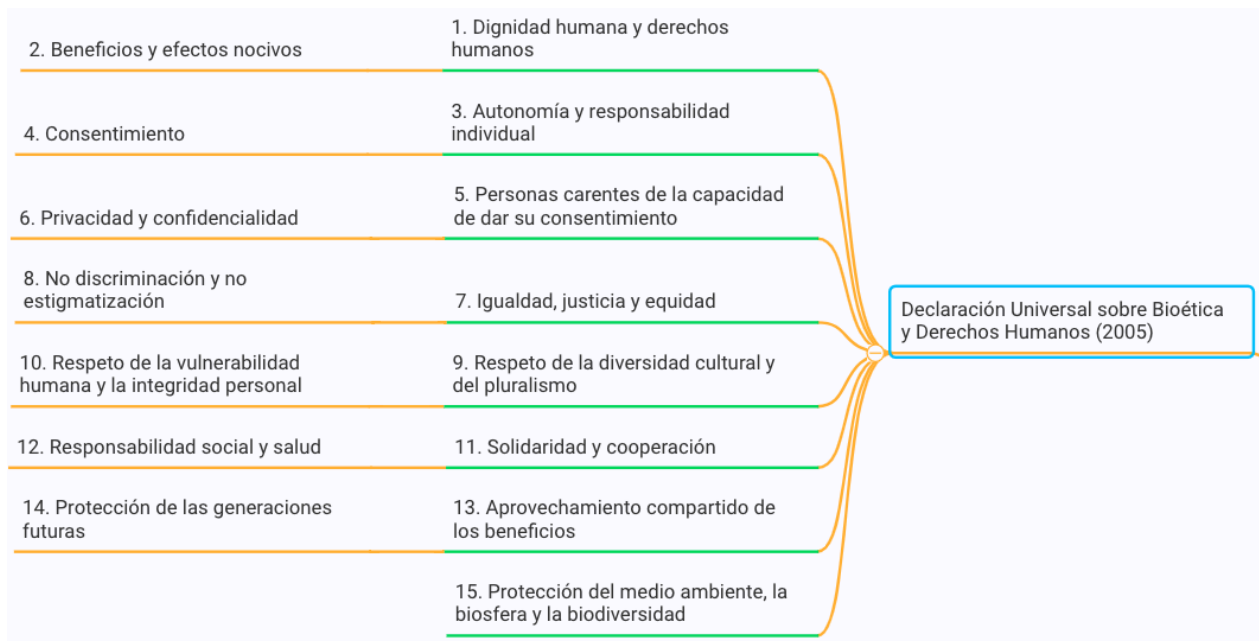 1. Dignidad humana y derechos
humanos
2. Beneficios y efectos nocivos
3. Autonomía y responsabilidad
individual
4. Consentimiento
5. Personas carentes de la capacidad
de dar su consentimiento
6. Privacidad y confidencialidad
7. Igualdad, justicia y equidad
8. No discriminación y no
estigmatización
9. Respeto de la diversidad cultural y
del pluralismo
10. Respeto de la vulnerabilidad
humana y la integridad personal
11. Solidaridad y cooperación
12. Responsabilidad social y salud
13. Aprovechamiento compartido de
los beneficios
14. Protección de las generaciones
futuras
15. Protección del medio ambiente, la
biosfera y la biodiversidad
Declaración Universal sobre Bioética
y Derechos Humanos (2005)